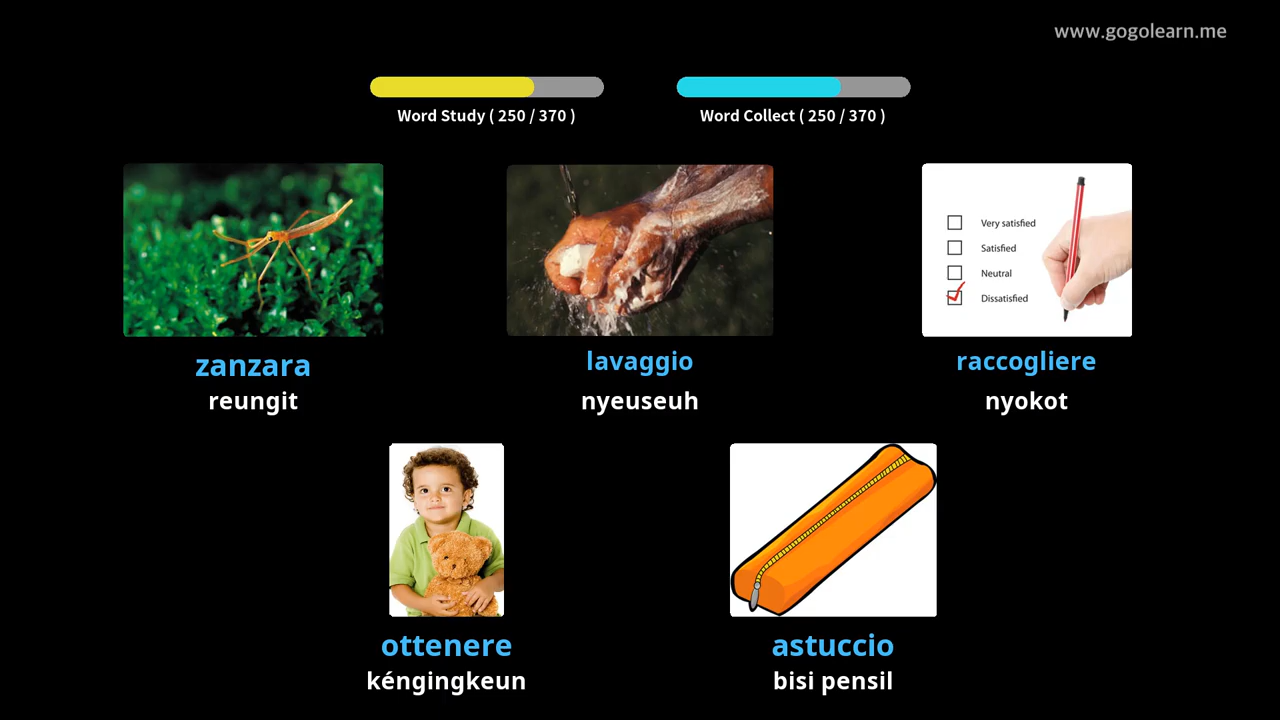 www.gogolearn.me
Word Study ( 250 / 370 )
Word Collect ( 250 / 370 )
Very satisfied
Satisfied
Neutral
Dissatisfied
zanzara
reungit
lavaggio
nyeuseuh
raccogliere
nyokot
ottenere
kéngingkeun
astuccio
bisi pensil